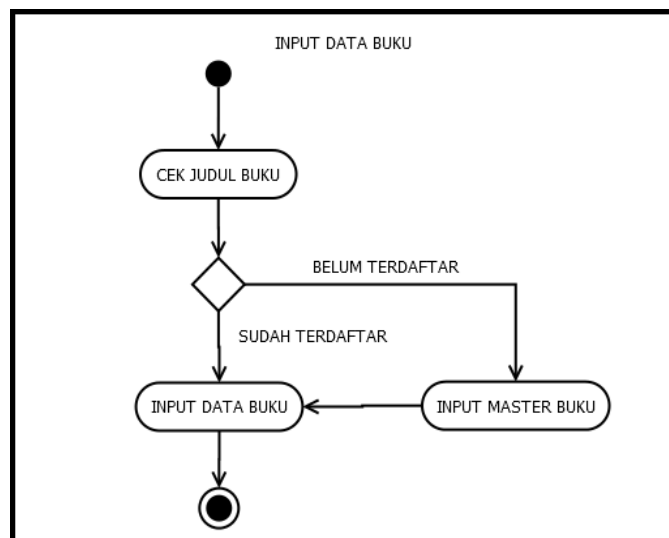 INPUT DATA BUKU
CEK JUDUL BUKU
BELUM TERDAFTAR
SUDAH TERDAFTAR
INPUT DATA BUKU
INPUT MASTER BUKU